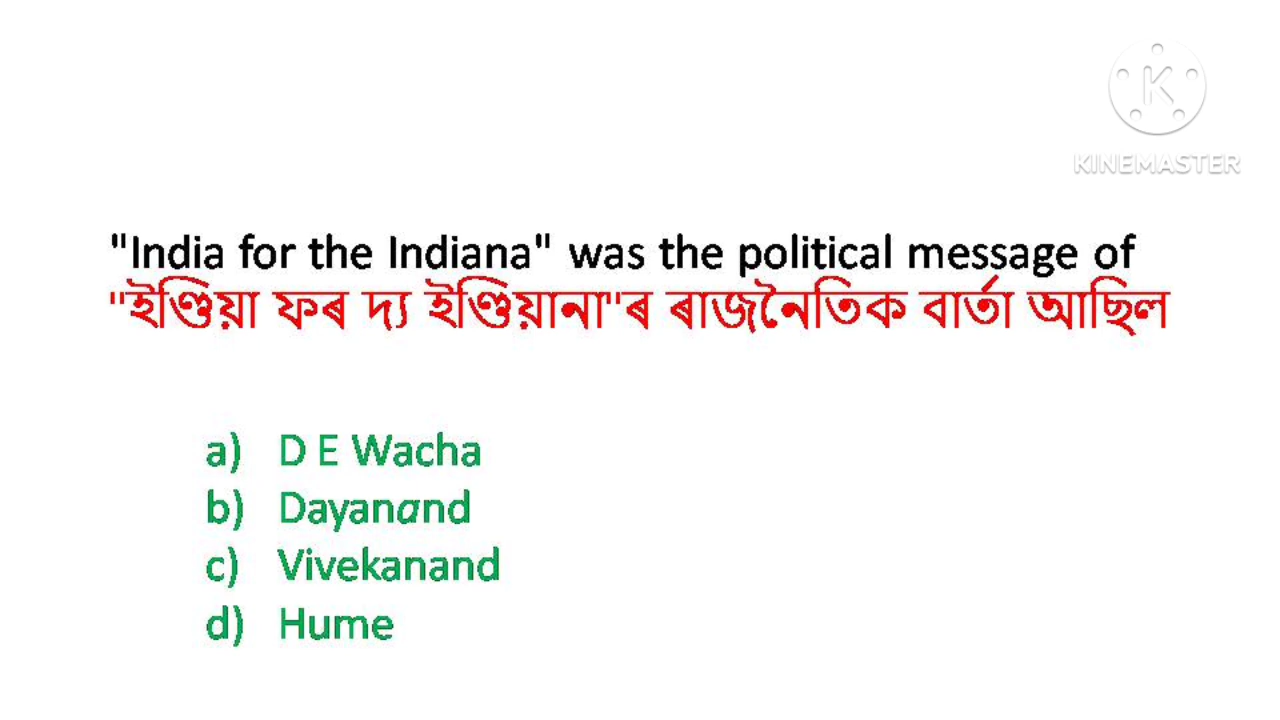 KINEMASTER
"India for the Indiana" was the political message of
"ইণ্ডিয়া ফৰ দ্য ইণ্ডিয়ানা"ৰ ৰাজনৈতিক বাৰ্তা আছিল
a) D E Wacha
b) Dayanand
c) Vivekanand
d) Hume